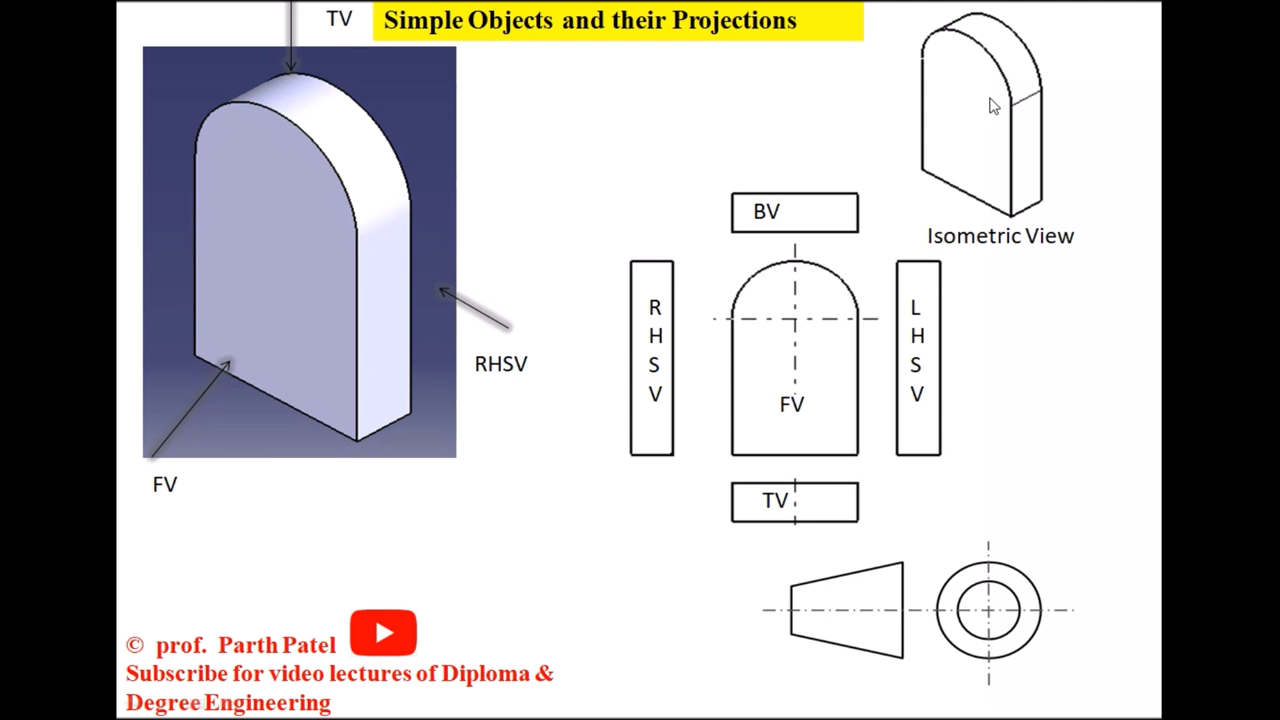 TV
Simple Objects and their Projections
Isometric View
BV
R
H
S
V
L
H
S
V
FV
TV
RHSV
FV
© prof. Parth Patel
Subscribe for video lectures of Diploma &
Degree Engineering